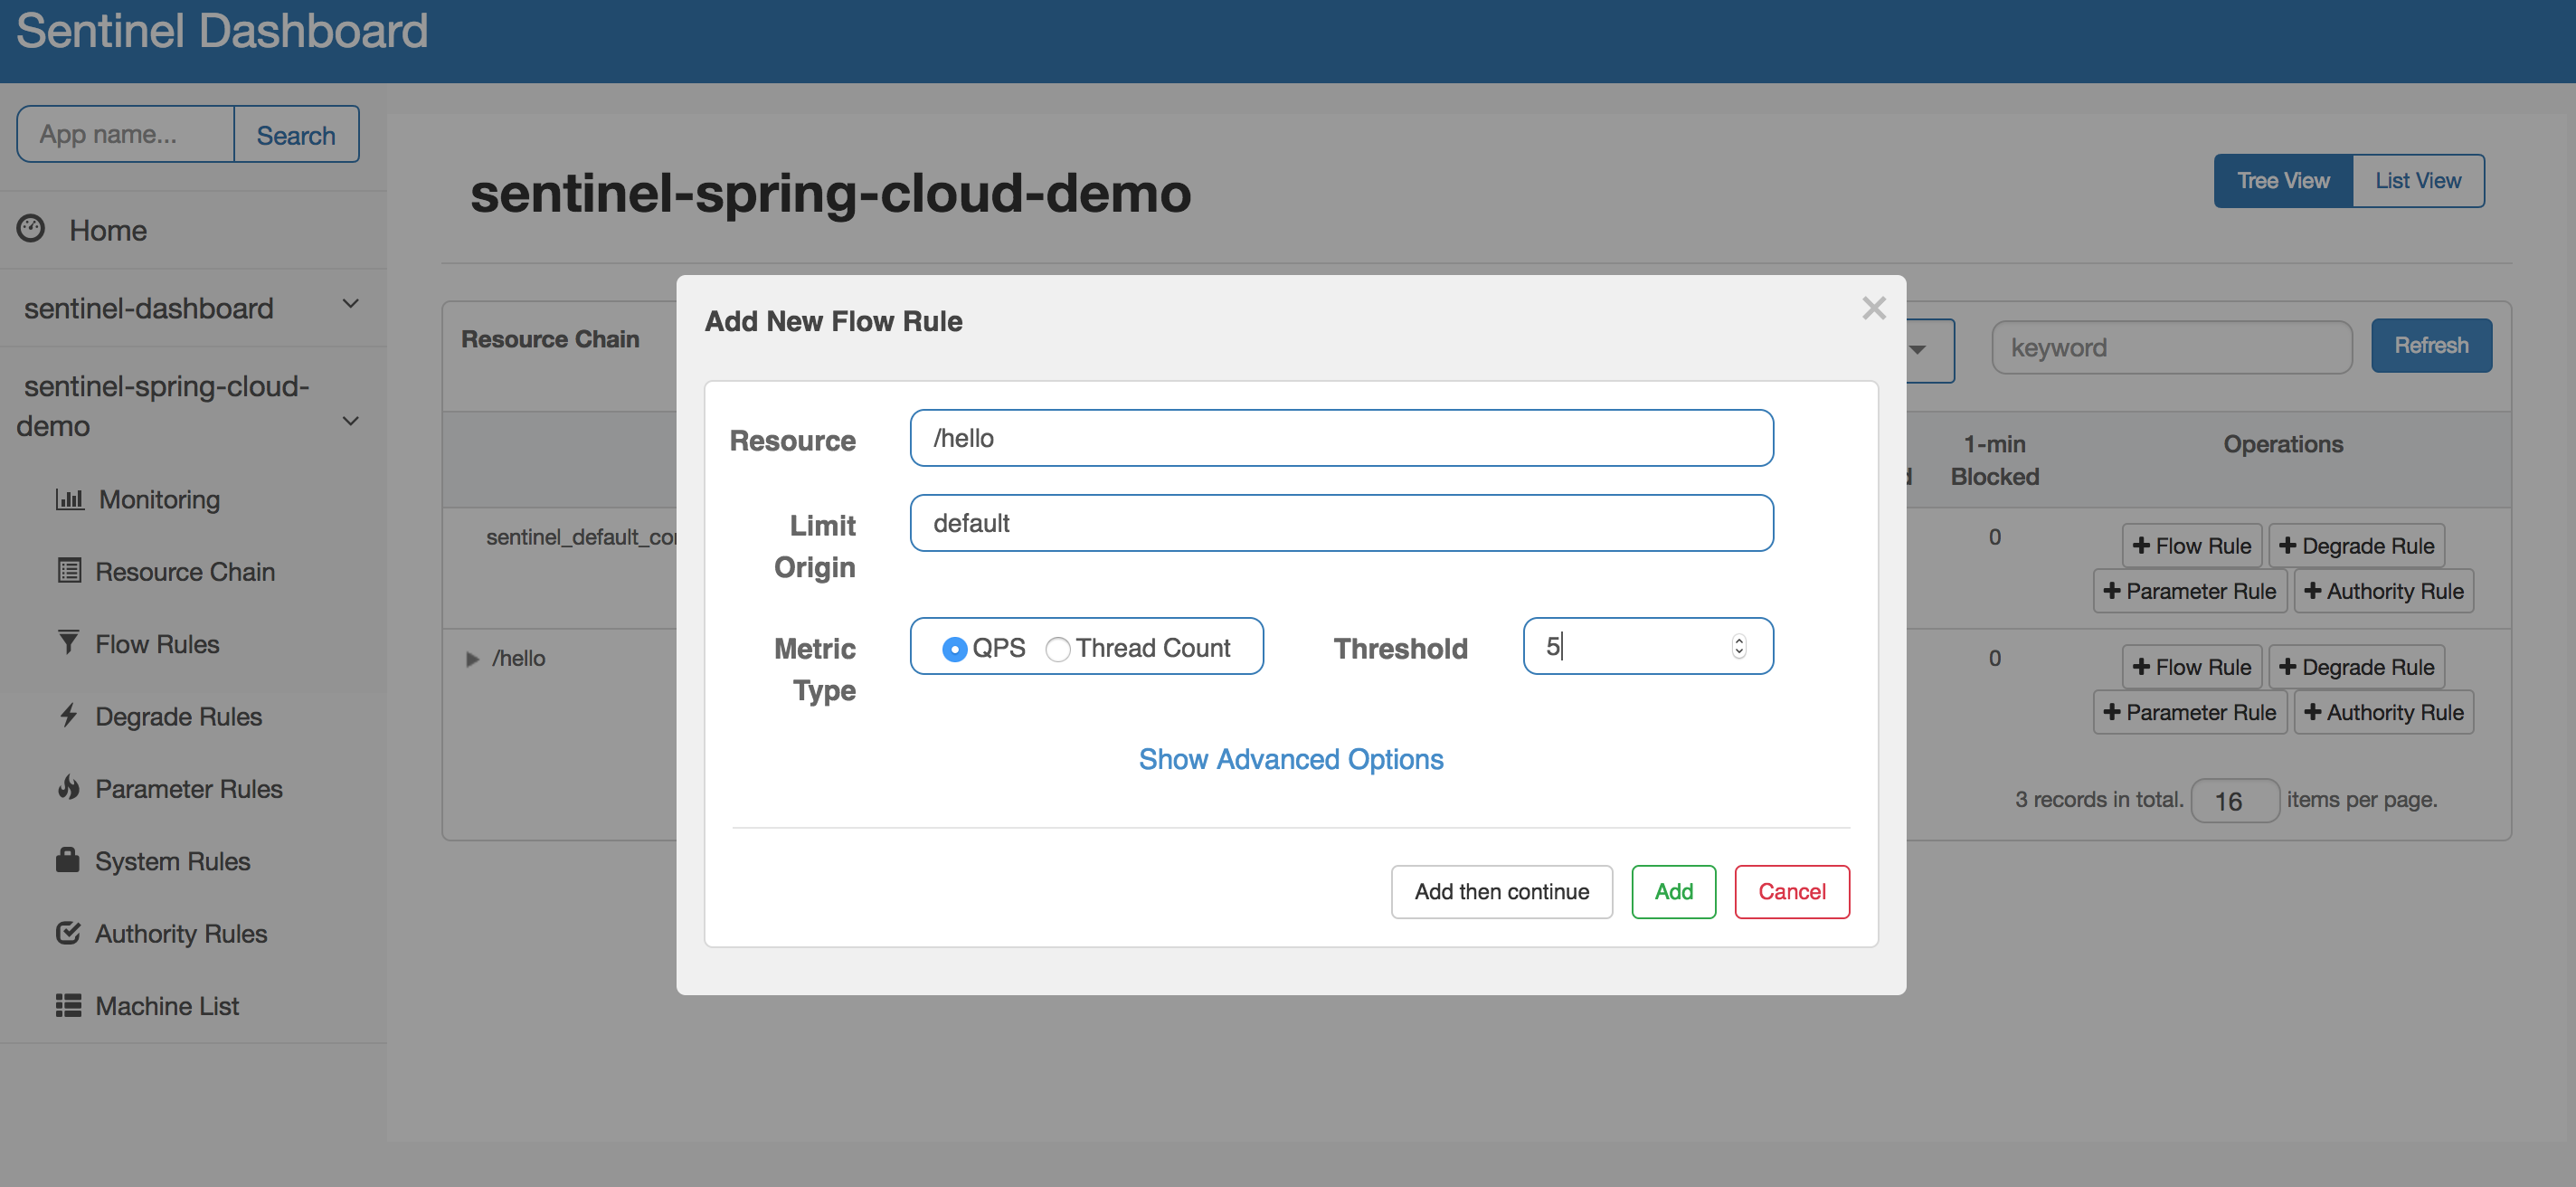 Sentinel Dashboard
App name...
Search
Home
sentinel-dashboard
sentinel-spring-cloud-
demo
Monitoring
Resource Chain
Flow Rules
Degrade Rules
Parameter Rules
System Rules
Authority Rules
Machine List
sentinel-spring-cloud-demo
Tree View
List View
Resource Chain
keyword
Refresh
1-min
Blocked
Operations
sentinel_default_
0
Flow Rule
Degrade Rule
Parameter Rule
Authority Rule
/hello
0
Flow Rule
Degrade Rule
Parameter Rule
Authority Rule
3 records in total. 16 items per page.
Add New Flow Rule
Resource
/hello
Limit
Origin
default
Metric
Type
QPS
Thread Count
Threshold
5
Show Advanced Options
Add then continue
Add
Cancel